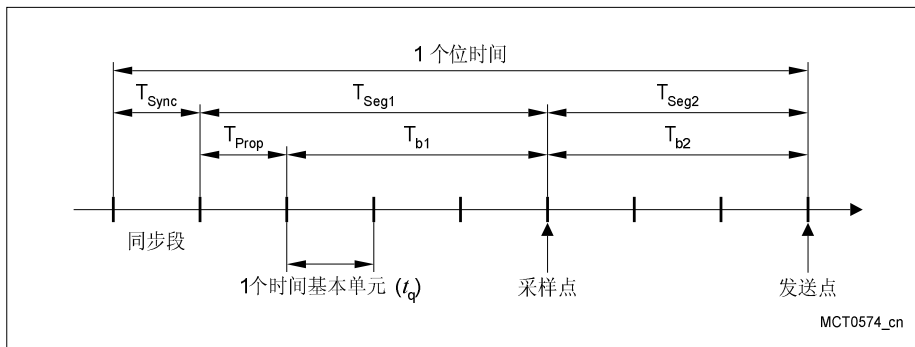 1 个位时间
TSync
TSeg1
TSeg2
TProp
Tb1
Tb2
同步段
1个时间基本单元 (tq)
采样点
发送点
MCT0574_cn